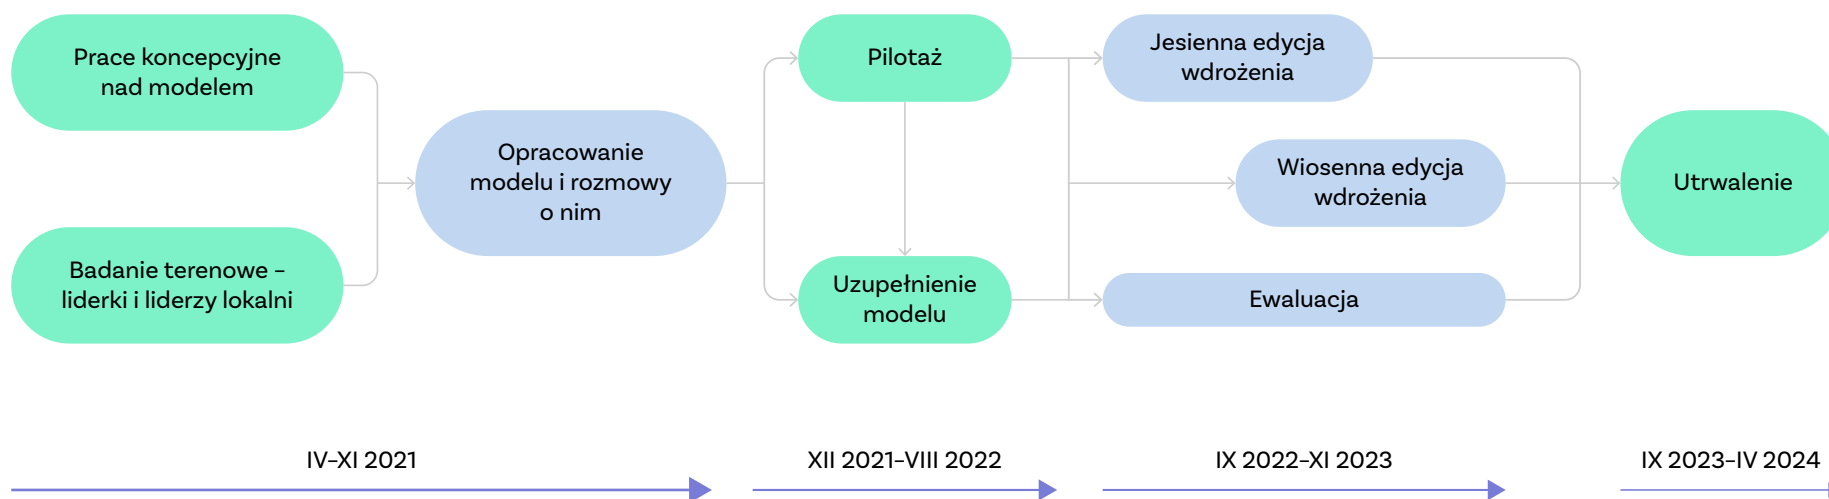 Prace koncepcyjne
nad modelem
Badanie terenowe –
liderki i liderzy lokalni
Opracowanie
modelu i rozmowy
o nim
Pilotaż
Uzupełnienie
modelu
Jesienna edycja
wdrożenia
Wiosenna edycja
wdrożenia
Ewaluacja
Utrwalenie
IV–XI 2021
XII 2021–VIII 2022
IX 2022–XI 2023
IX 2023–IV 2024